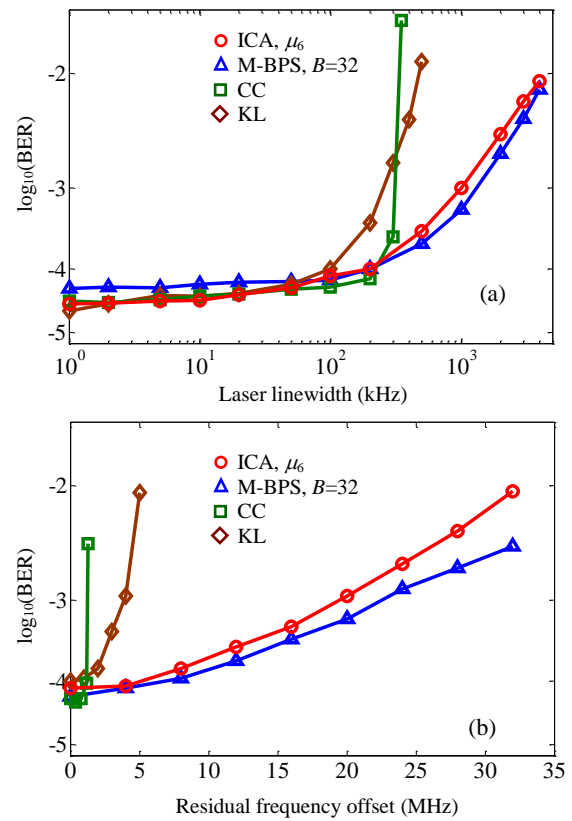 ICA, μ6
M-BPS, B=32
CC
KL
log10(BER)
-2
-3
-4
-5
(a)
10^0 10^1 10^2 10^3
Laser linewidth (kHz)
ICA, μ6
M-BPS, B=32
CC
KL
log10(BER)
-2
-3
-4
-5
(b)
0 5 10 15 20 25 30 35
Residual frequency offset (MHz)